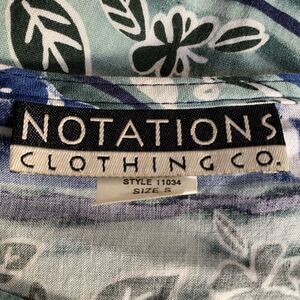 NOTATIONS
CLOTHING CO.
STYLE 11034
SIZE S